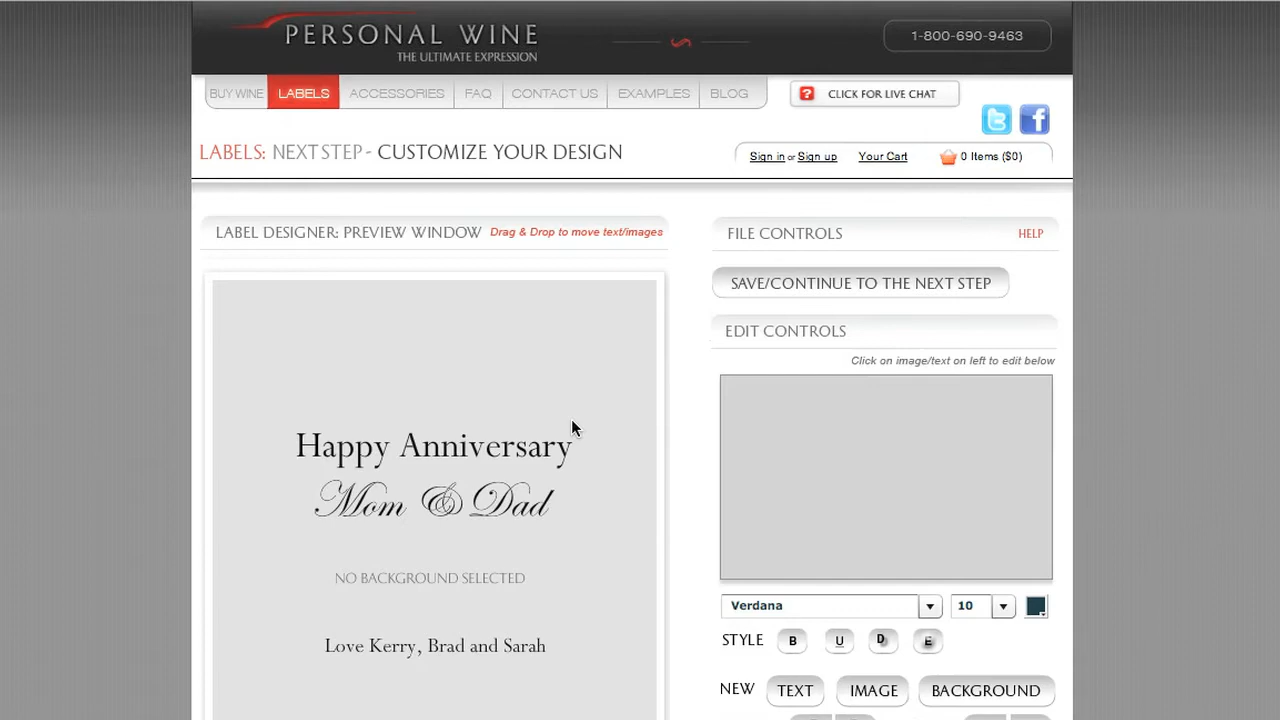 PERSONAL WINE
THE ULTIMATE EXPRESSION
1-800-690-9463
BUY WINE LABELS ACCESSORIES FAQ CONTACT US EXAMPLES BLOG
? CLICK FOR LIVE CHAT
LABELS: NEXT STEP - CUSTOMIZE YOUR DESIGN
Sign in or Sign up Your Cart 0 Items ($0)
LABEL DESIGNER: PREVIEW WINDOW Drag & Drop to move text/images
FILE CONTROLS HELP
SAVE/CONTINUE TO THE NEXT STEP
EDIT CONTROLS
Click on image/text on left to edit below
Happy Anniversary
Mom & Dad
NO BACKGROUND SELECTED
Love Kerry, Brad and Sarah
Verdana 10
STYLE B U D E
NEW TEXT IMAGE BACKGROUND